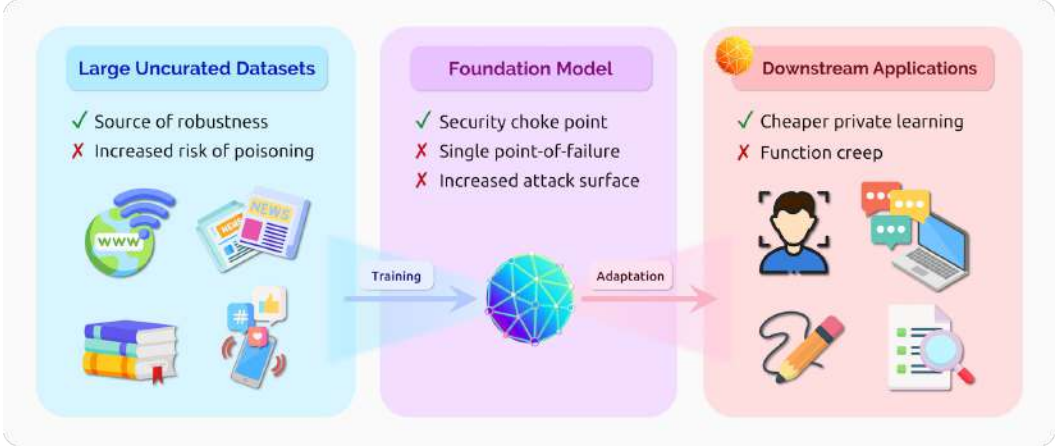 Large Uncurated Datasets
✓ Source of robustness
✗ Increased risk of poisoning
WWW
NEWS
NEWS
#
Training
Foundation Model
✓ Security choke point
✗ Single point-of-failure
✗ Increased attack surface
Adaptation
Downstream Applications
✓ Cheaper private learning
✗ Function creep